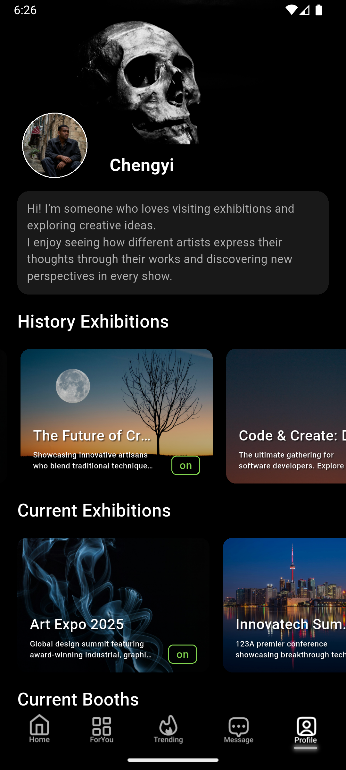 6:26
Chengyi
Hi! I'm someone who loves visiting exhibitions and
exploring creative ideas.
I enjoy seeing how different artists express their
thoughts through their works and discovering new
perspectives in every show.
History Exhibitions
The Future of Cr...
Showcasing innovative artisans
who blend traditional technique...
on
Code & Create: D
The ultimate gathering for
software developers. Explore
Current Exhibitions
Art Expo 2025
Global design summit featuring
award-winning industrial, graphi...
on
Innovatech Sum
123A premier conference
showcasing breakthrough tech
Current Booths
Home
ForYou
Trending
Message
Profile